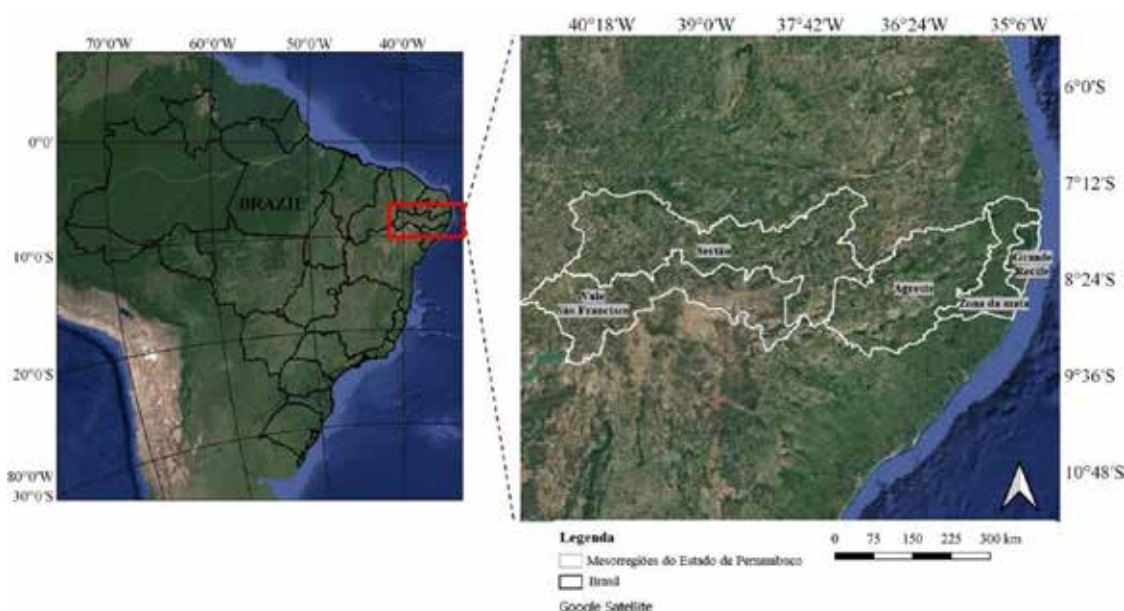 70°0'W 60°0'W 50°0'W 40°0'W
0°0'
10°0'S
20°0'S
80°0'W
30°0'S
BRAZIL
40°18'W 39°0'W 37°42'W 36°24'W 35°6'W
6°0'S
7°12'S
8°24'S
9°36'S
10°48'S
Sertão
Vale
São Francisco
Agreste
Grande
Recife
Zona da mata
Legenda
Mesorregiões do Estado de Pernambuco
Brasil
Google Satellite
0 75 150 225 300 km